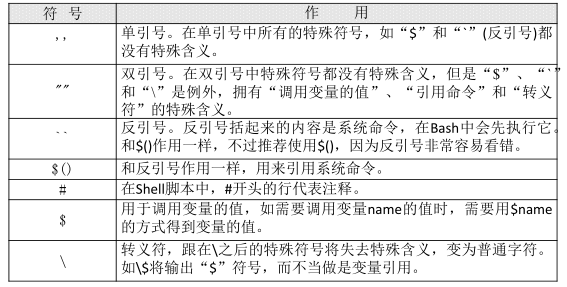 符 号 作 用
'' 单引号。在单引号中所有的特殊符号，如“$”和“`”(反引号)都
没有特殊含义。
"" 双引号。在双引号中特殊符号都没有特殊含义，但是“$”、“`”
和“\”是例外，拥有“调用变量的值”、“引用命令”和“转义
符”的特殊含义。
`` 反引号。反引号括起来的内容是系统命令，在Bash中会先执行它。
和$()作用一样，不过推荐使用$()，因为反引号非常容易看错。
$() 和反引号作用一样，用来引用系统命令。
# 在Shell脚本中，#开头的行代表注释。
$ 用于调用变量的值，如需要调用变量name的值时，需要用$name
的方式得到变量的值。
\ 转义符，跟在\之后的特殊符号将失去特殊含义，变为普通字符。
如\$将输出“$”符号，而不当做是变量引用。